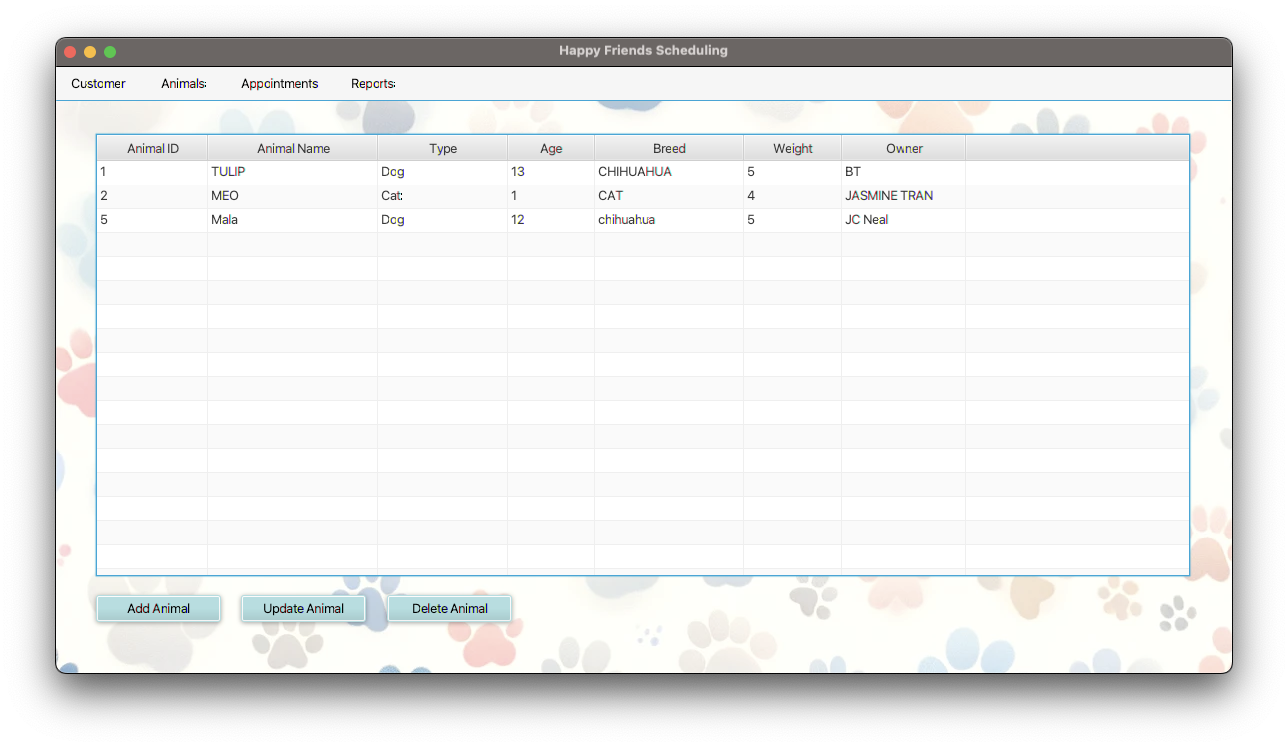 Happy Friends Scheduling
Customer Animals Appointments Reports
Animal ID Animal Name Type Age Breed Weight Owner
1 TULIP Dog 13 CHIHUAHUA 5 BT
2 MEO Cat 1 CAT 4 JASMINE TRAN
5 Mala Dog 12 chihuahua 5 JC Neal
Add Animal Update Animal Delete Animal